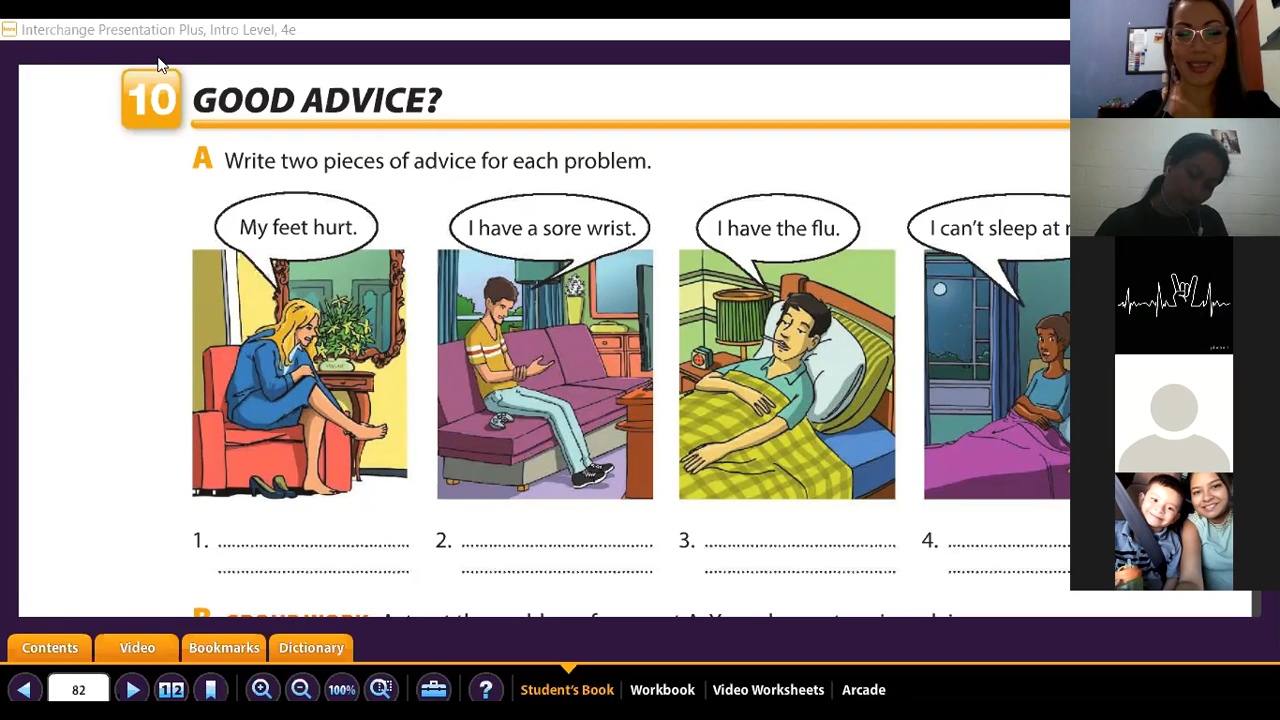 Interchange Presentation Plus, Intro Level, 4e
10 GOOD ADVICE?
A Write two pieces of advice for each problem.
My feet hurt.
I have a sore wrist.
I have the flu.
I can't sleep at
1.
2.
3.
4.
Contents
Video
Bookmarks
Dictionary
82
12
100%
?
Student's Book
Workbook
Video Worksheets
Arcade